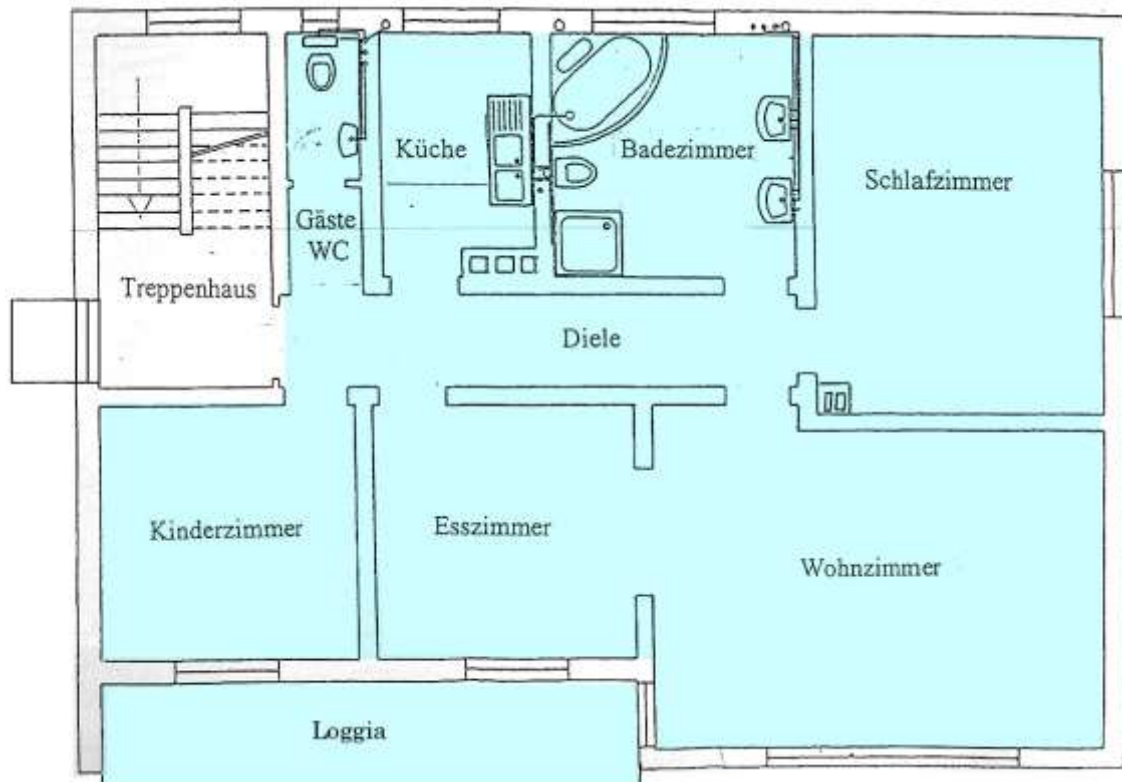 Küche
Badezimmer
Schlafzimmer
Gäste
WC
Treppenhaus
Diele
Kinderzimmer
Esszimmer
Wohnzimmer
Loggia